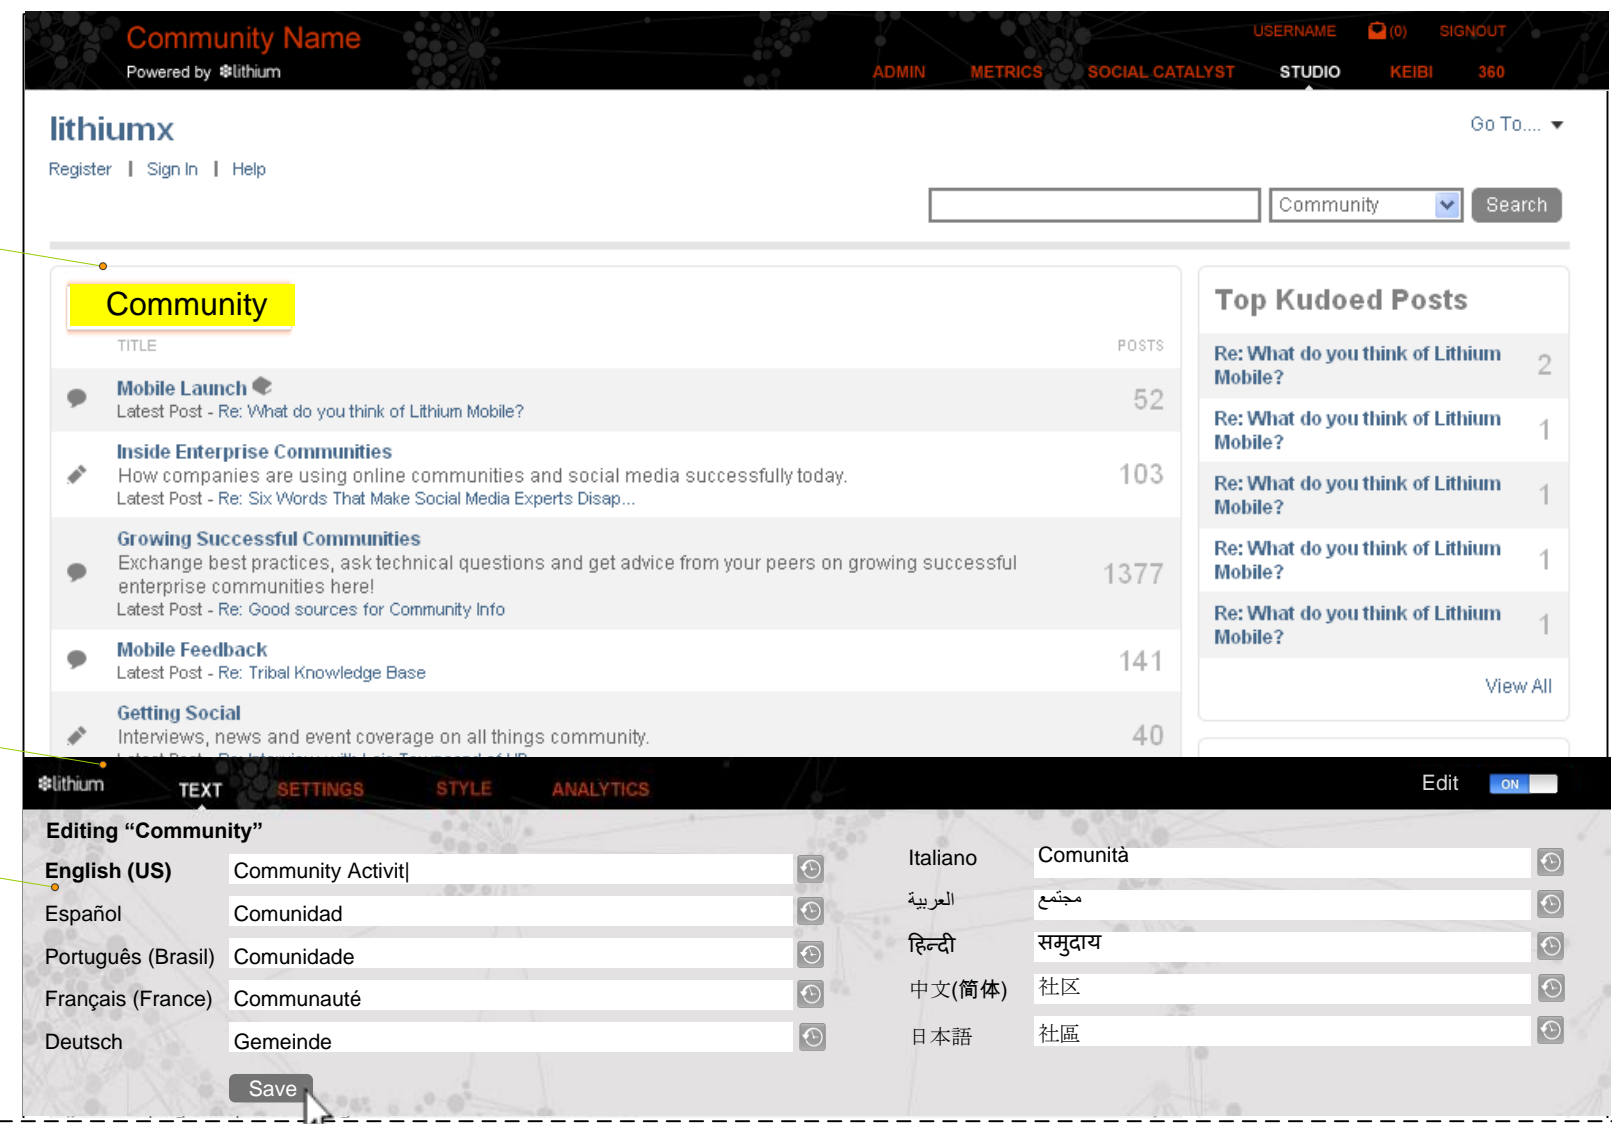 Community Name
USERNAME (0) SIGNOUT
Powered by lithium
ADMIN METRICS SOCIAL CATALYST STUDIO KEIBI 360
lithiumx
Go To.... 
Register | Sign In | Help
Community Search
Community
TITLE POSTS
Mobile Launch
Latest Post - Re: What do you think of Lithium Mobile?
52
Inside Enterprise Communities
How companies are using online communities and social media successfully today.
Latest Post - Re: Six Words That Make Social Media Experts Disap...
103
Growing Successful Communities
Exchange best practices, ask technical questions and get advice from your peers on growing successful
enterprise communities here!
Latest Post - Re: Good sources for Community Info
1377
Mobile Feedback
Latest Post - Re: Tribal Knowledge Base
141
Getting Social
Interviews, news and event coverage on all things community.
40
Top Kudoed Posts
Re: What do you think of Lithium
Mobile?
2
Re: What do you think of Lithium
Mobile?
1
Re: What do you think of Lithium
Mobile?
1
Re: What do you think of Lithium
Mobile?
1
Re: What do you think of Lithium
Mobile?
1
View All
lithium TEXT SETTINGS STYLE ANALYTICS Edit ON
Editing “Community”
English (US) Community Activit
Español Comunidad
Português (Brasil) Comunidade
Français (France) Communauté
Deutsch Gemeinde
Italiano Comunità
العربية مجتمع
हिन्दी समुदाय
中文(简体) 社区
日本語 社區
Save